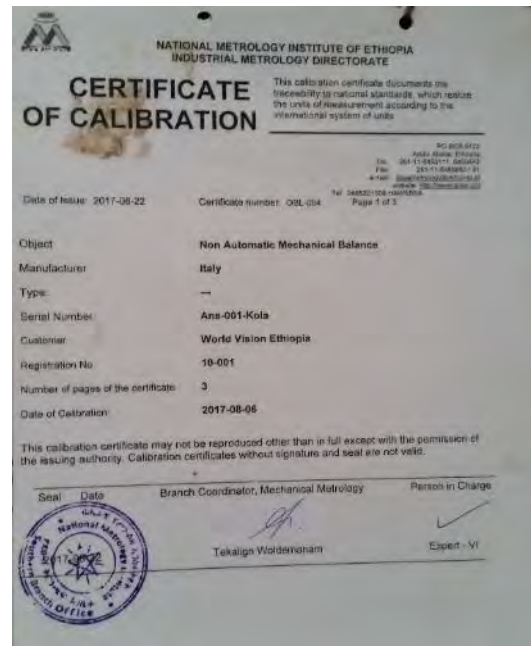 NATIONAL METROLOGY INSTITUTE OF ETHIOPIA
INDUSTRIAL METROLOGY DIRECTORATE
CERTIFICATE
OF CALIBRATION
This calibration certificate documents the
traceability to national standards, which realize
the units of measurement according to the
international system of units
Date of Issue: 2017-08-22
Certificate number:
Page 1 of 3
Object
Non Automatic Mechanical Balance
Manufacturer
Italy
Type:
---
Serial Number
Ans-001-Kola
Customer
World Vision Ethiopia
Registration No
10-001
Number of pages of the certificate
3
Date of Calibration:
2017-08-06
This calibration certificate may not be reproduced other than in full except with the permission of
the issuing authority. Calibration certificates without signature and seal are not valid.
Seal
Date
Branch Coordinator, Mechanical Metrology
Person in Charge
National Metrology
Branch Office
Tekalign Woldemariam
Expert - VI